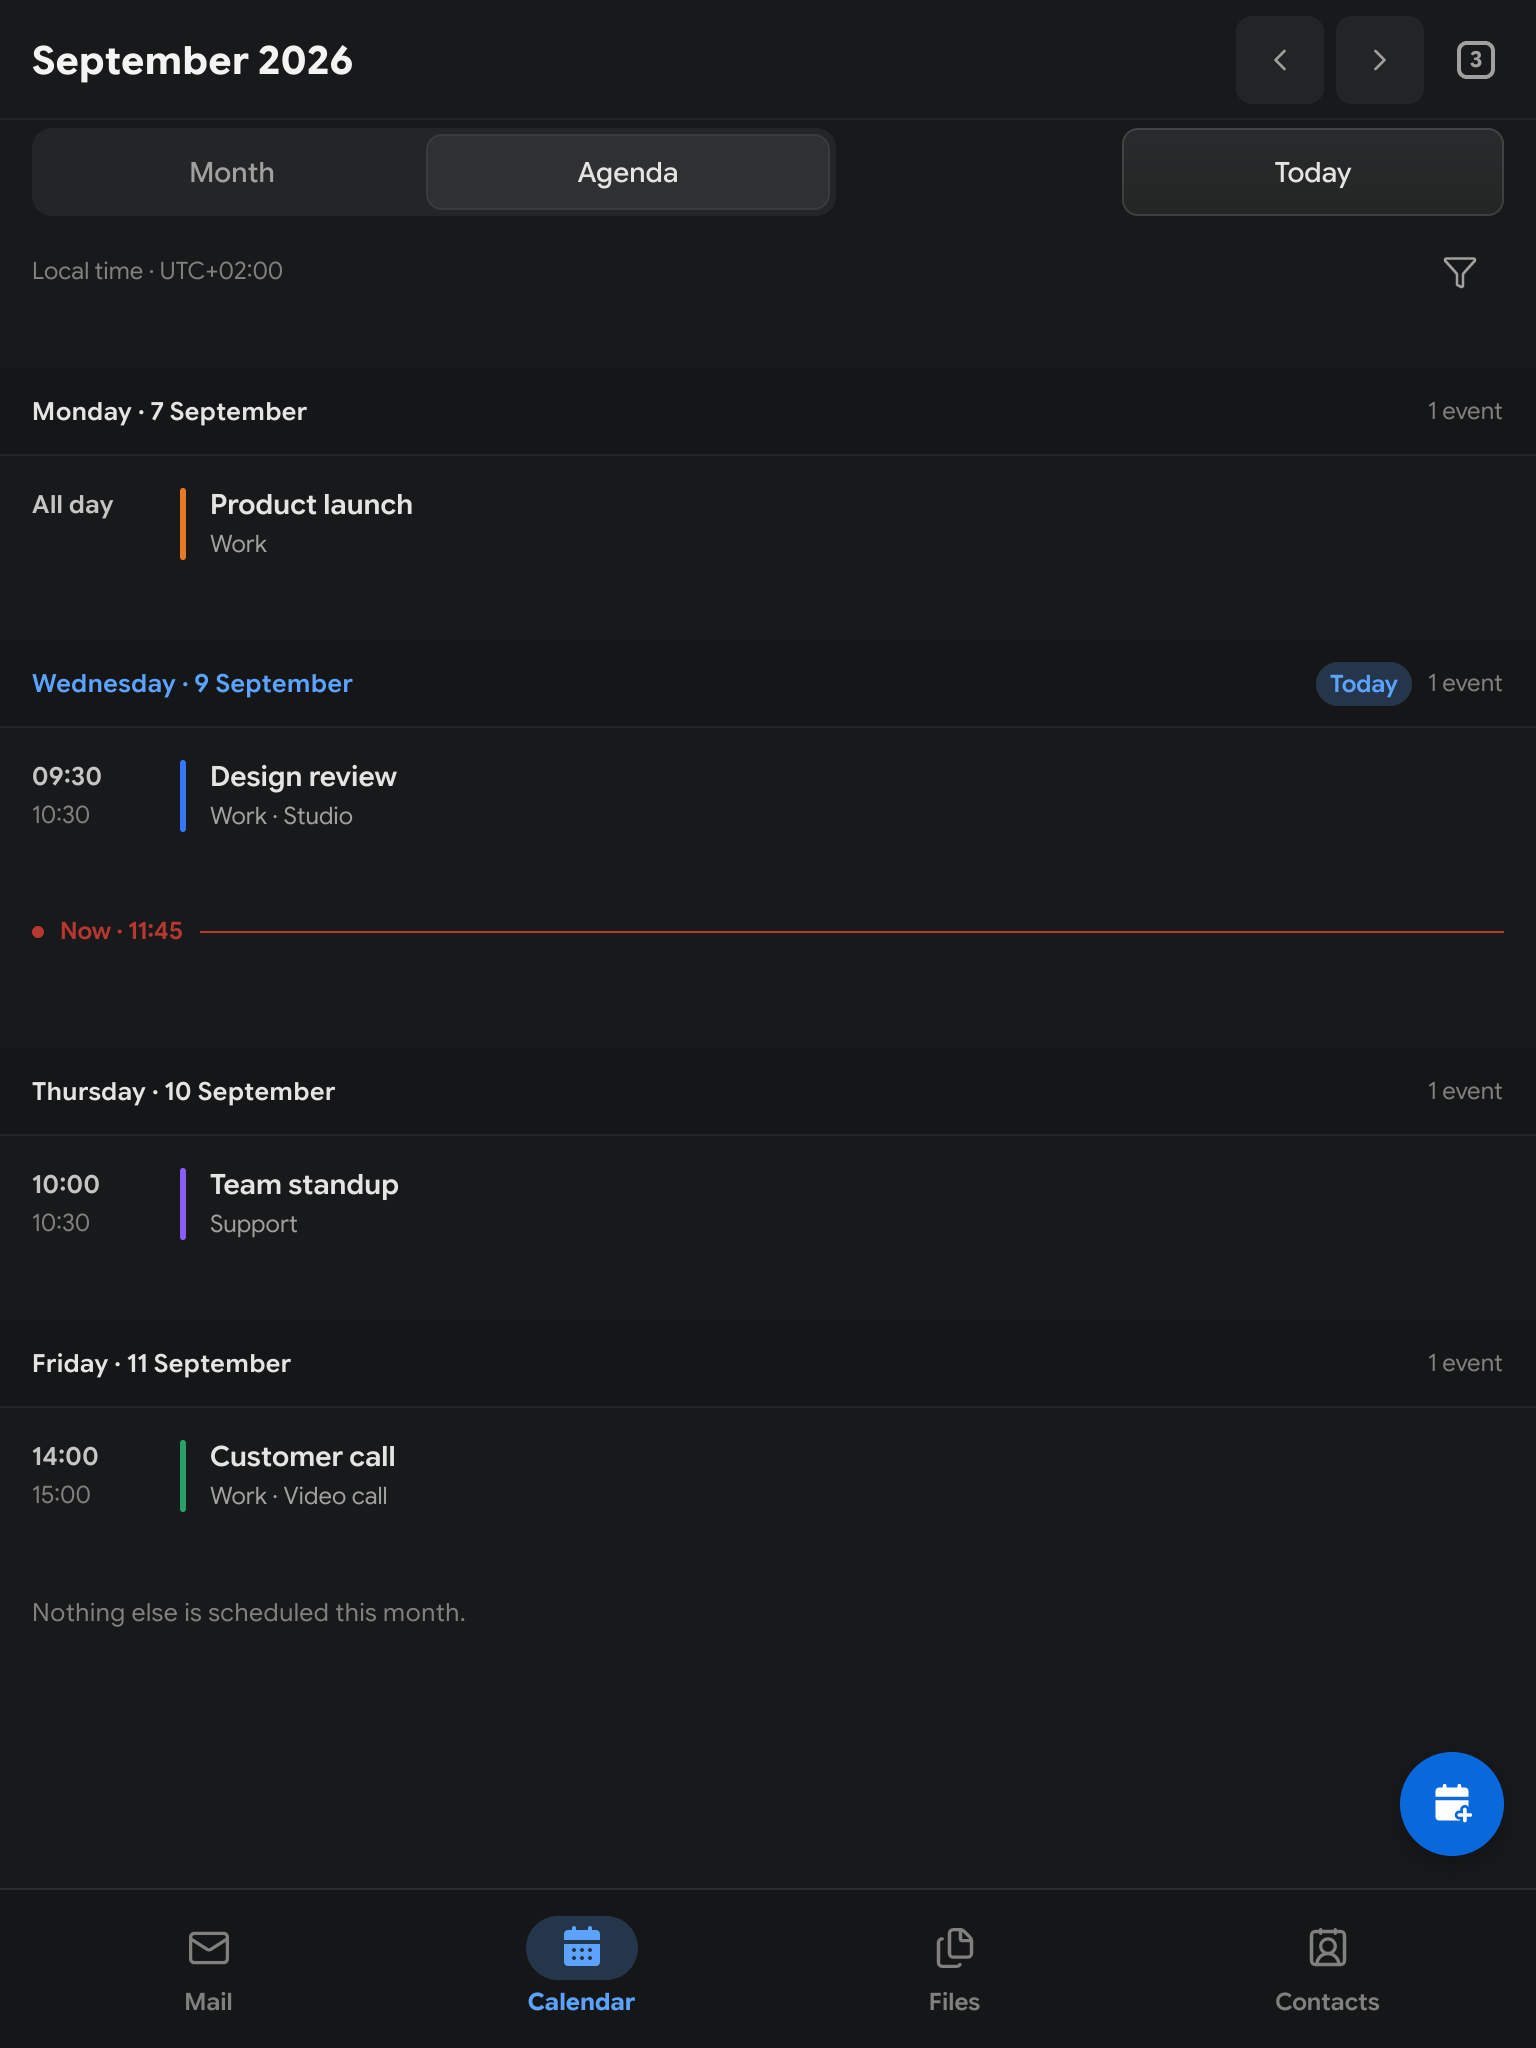 September 2026
3
Month
Agenda
Today
Local time · UTC+02:00
Monday · 7 September
1 event
All day
Product launch
Work
Wednesday · 9 September
Today
1 event
09:30
Design review
10:30
Work · Studio
Now · 11:45
Thursday · 10 September
1 event
10:00
Team standup
10:30
Support
Friday · 11 September
1 event
14:00
Customer call
15:00
Work · Video call
Nothing else is scheduled this month.
Mail
Calendar
Files
Contacts